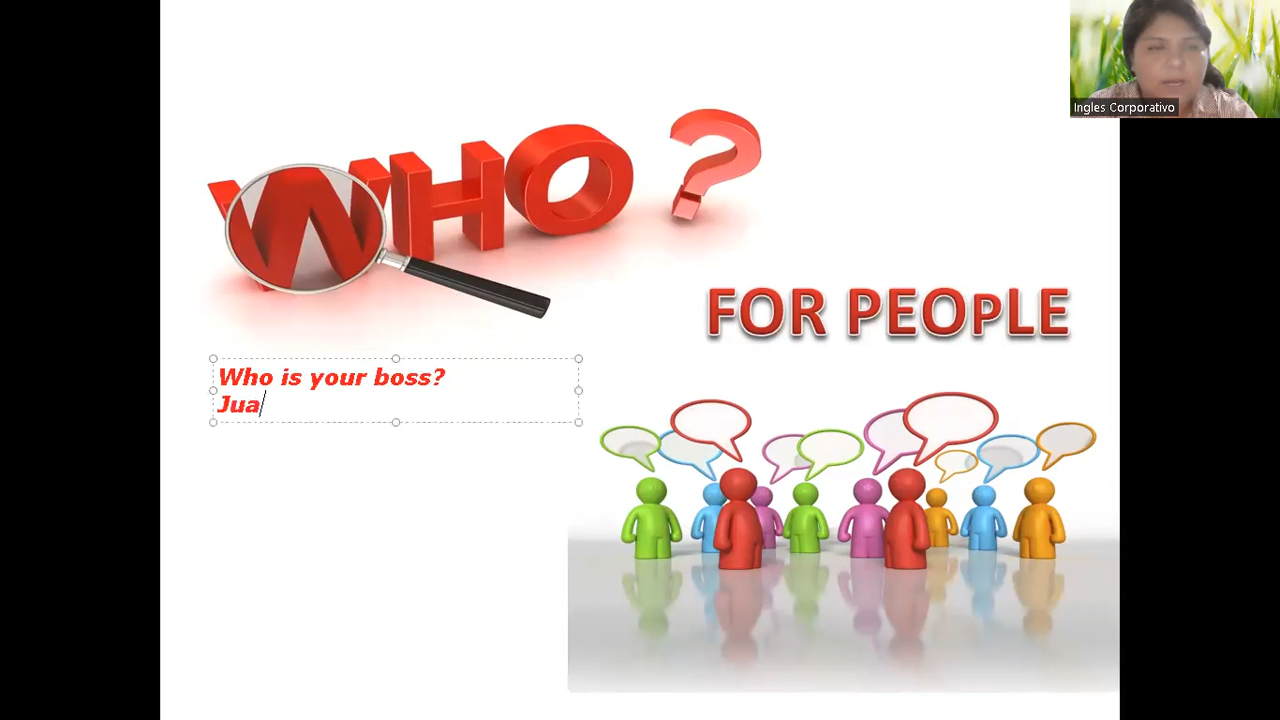 WHO ?
Ingles Corporativo
FOR PEOPLE
Who is your boss?
Jua